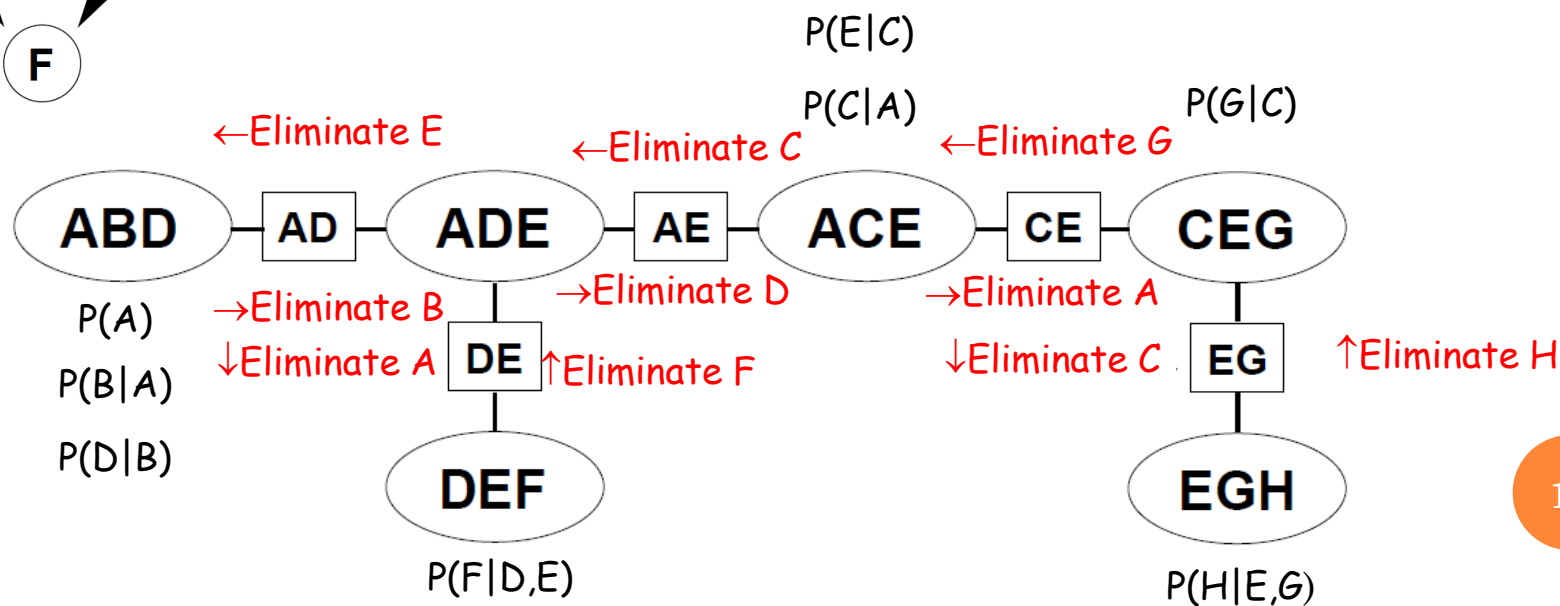 F
P(E|C)
P(C|A)
P(G|C)
←Eliminate E
←Eliminate C
←Eliminate G
ABD
AD
ADE
AE
ACE
CE
CEG
→Eliminate B
→Eliminate D
→Eliminate A
P(A)
P(B|A)
P(D|B)
↓Eliminate A
DE
↑Eliminate F
↓Eliminate C
EG
↑Eliminate H
DEF
EGH
1
P(F|D,E)
P(H|E,G)